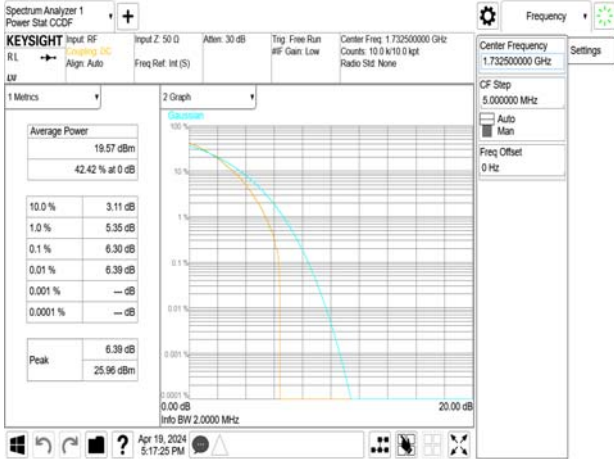 Spectrum Analyzer 1
Power Stat CCDF
Frequency
KEYSIGHT
RL
Input: RF
Coupling: DC
Align: Auto
Input Z: 50 Ω
Freq Ref: Int (S)
Atten: 30 dB
Trig: Free Run
#IF Gain: Low
Center Freq: 1.732500000 GHz
Counts: 10.0 k/10.0 kpt
Radio Std: None
Center Frequency
1.732500000 GHz
Settings
CF Step
5.000000 MHz
Auto
Man
Freq Offset
0 Hz
1 Metrics
Average Power
19.57 dBm
42.42 % at 0 dB
10.0 % 3.11 dB
1.0 % 5.35 dB
0.1 % 6.30 dB
0.01 % 6.39 dB
0.001 % --- dB
0.0001 % --- dB
Peak
6.39 dB
25.96 dBm
2 Graph
Gaussian
100 %
10 %
1 %
0.1 %
0.01 %
0.001 %
0.0001 %
0.00 dB
20.00 dB
Info BW 2.0000 MHz
?
Apr 19, 2024
5:17:25 PM